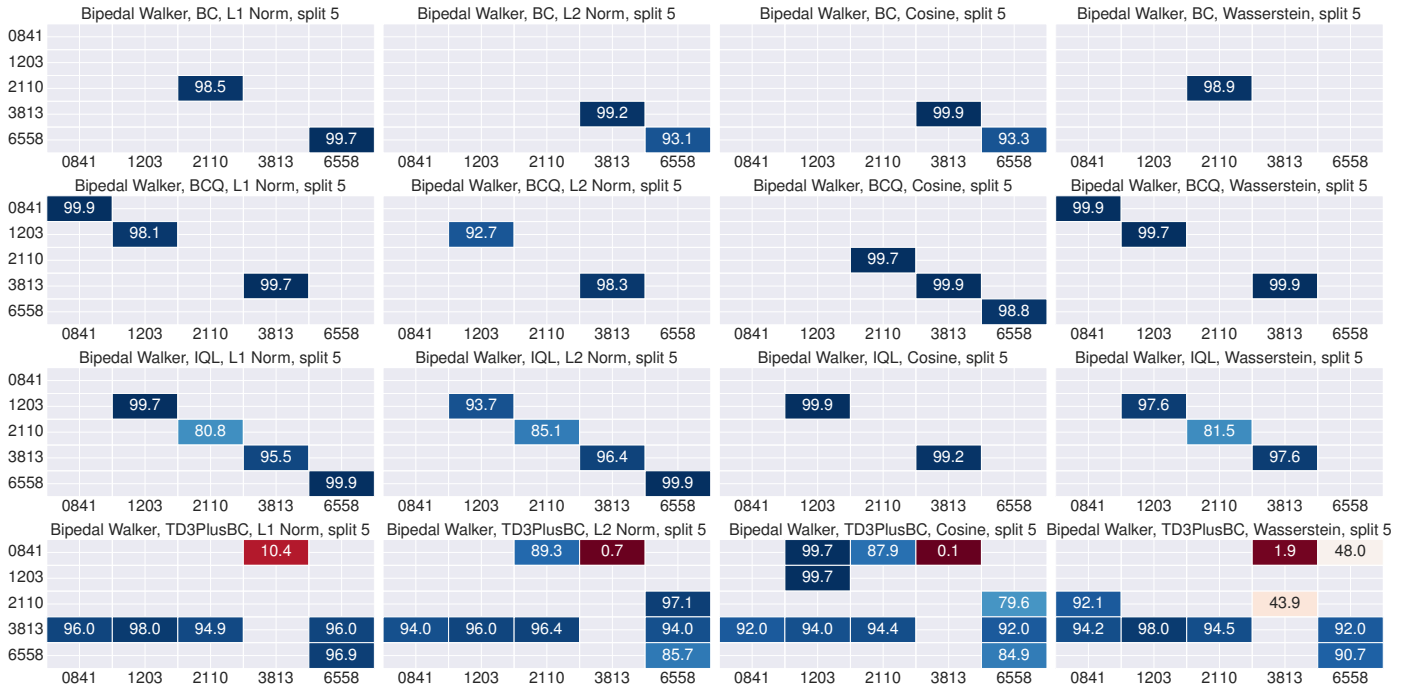 Bipedal Walker, BC, L1 Norm, split 5 Bipedal Walker, BC, L2 Norm, split 5 Bipedal Walker, BC, Cosine, split 5 Bipedal Walker, BC, Wasserstein, split 5
0841
1203
2110 98.5 98.9
3813 99.2 99.9
6558 99.7 93.1 93.3
0841 1203 2110 3813 6558 0841 1203 2110 3813 6558 0841 1203 2110 3813 6558 0841 1203 2110 3813 6558
Bipedal Walker, BCQ, L1 Norm, split 5 Bipedal Walker, BCQ, L2 Norm, split 5 Bipedal Walker, BCQ, Cosine, split 5 Bipedal Walker, BCQ, Wasserstein, split 5
0841 99.9 99.9
1203 98.1 92.7 99.7
2110 99.7
3813 99.7 98.3 99.9 99.9
6558 98.8
0841 1203 2110 3813 6558 0841 1203 2110 3813 6558 0841 1203 2110 3813 6558 0841 1203 2110 3813 6558
Bipedal Walker, IQL, L1 Norm, split 5 Bipedal Walker, IQL, L2 Norm, split 5 Bipedal Walker, IQL, Cosine, split 5 Bipedal Walker, IQL, Wasserstein, split 5
0841
1203 99.7 93.7 99.9 97.6
2110 80.8 85.1 81.5
3813 95.5 96.4 99.2 97.6
6558 99.9 99.9
0841 1203 2110 3813 6558 0841 1203 2110 3813 6558 0841 1203 2110 3813 6558 0841 1203 2110 3813 6558
Bipedal Walker, TD3PlusBC, L1 Norm, split 5 Bipedal Walker, TD3PlusBC, L2 Norm, split 5 Bipedal Walker, TD3PlusBC, Cosine, split 5 Bipedal Walker, TD3PlusBC, Wasserstein, split 5
0841 10.4 89.3 0.7 99.7 87.9 0.1 1.9 48.0
1203 99.7
2110 97.1 79.6 92.1 43.9
3813 96.0 98.0 94.9 96.0 94.0 96.0 96.4 94.0 92.0 94.0 94.4 92.0 94.2 98.0 94.5 92.0
6558 96.9 85.7 84.9 90.7
0841 1203 2110 3813 6558 0841 1203 2110 3813 6558 0841 1203 2110 3813 6558 0841 1203 2110 3813 6558